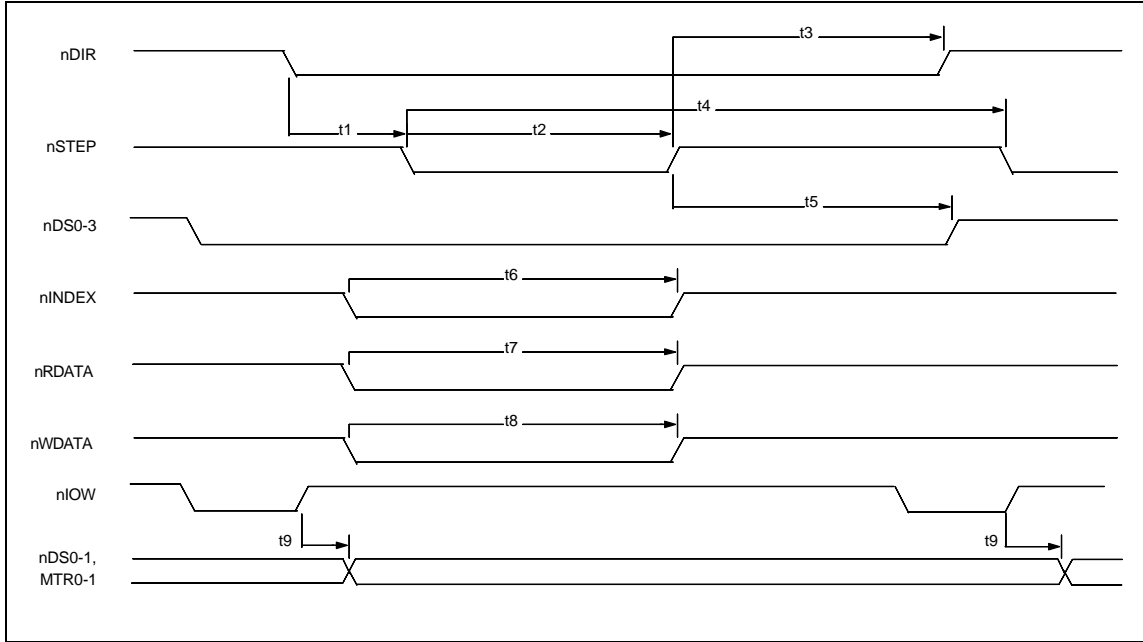 t3
nDIR
t4
t1
t2
nSTEP
t5
nDS0-3
t6
nINDEX
t7
nRDATA
t8
nWDATA
nIOW
t9
t9
nDS0-1,
MTR0-1